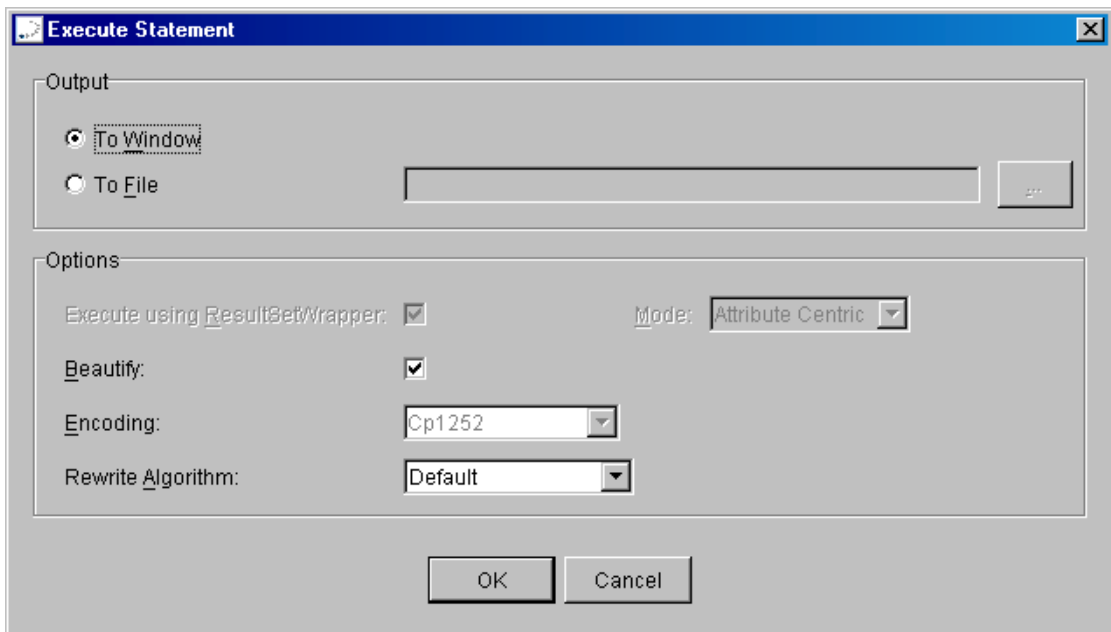 Execute Statement
Output
To Window
To File
...
Options
Execute using ResultSetWrapper:
Mode: Attribute Centric
Beautify:
Encoding: Cp1252
Rewrite Algorithm: Default
OK Cancel